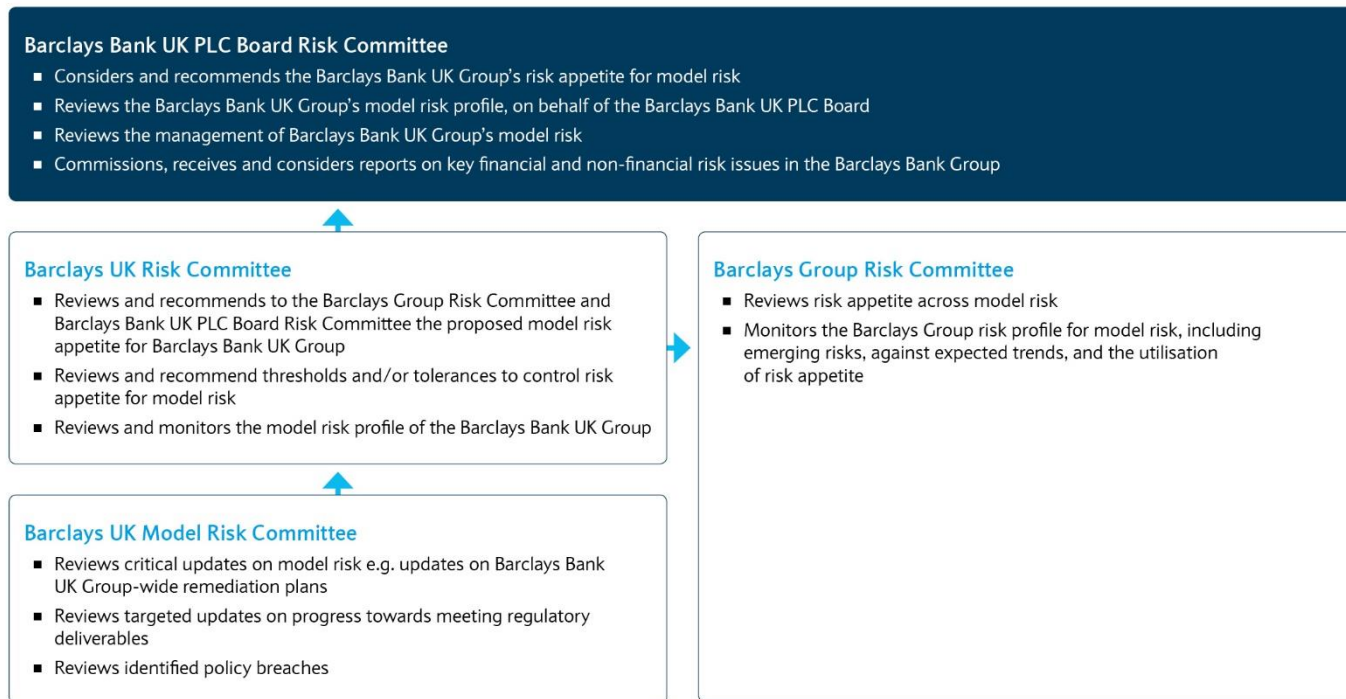 Barclays Bank UK PLC Board Risk Committee
■ Considers and recommends the Barclays Bank UK Group's risk appetite for model risk
■ Reviews the Barclays Bank UK Group's model risk profile, on behalf of the Barclays Bank UK PLC Board
■ Reviews the management of Barclays Bank UK Group's model risk
■ Commissions, receives and considers reports on key financial and non-financial risk issues in the Barclays Bank Group
Barclays UK Risk Committee
■ Reviews and recommends to the Barclays Group Risk Committee and
Barclays Bank UK PLC Board Risk Committee the proposed model risk
appetite for Barclays Bank UK Group
■ Reviews and recommend thresholds and/or tolerances to control risk
appetite for model risk
■ Reviews and monitors the model risk profile of the Barclays Bank UK Group
Barclays Group Risk Committee
■ Reviews risk appetite across model risk
■ Monitors the Barclays Group risk profile for model risk, including
emerging risks, against expected trends, and the utilisation
of risk appetite
Barclays UK Model Risk Committee
■ Reviews critical updates on model risk e.g. updates on Barclays Bank
UK Group-wide remediation plans
■ Reviews targeted updates on progress towards meeting regulatory
deliverables
■ Reviews identified policy breaches